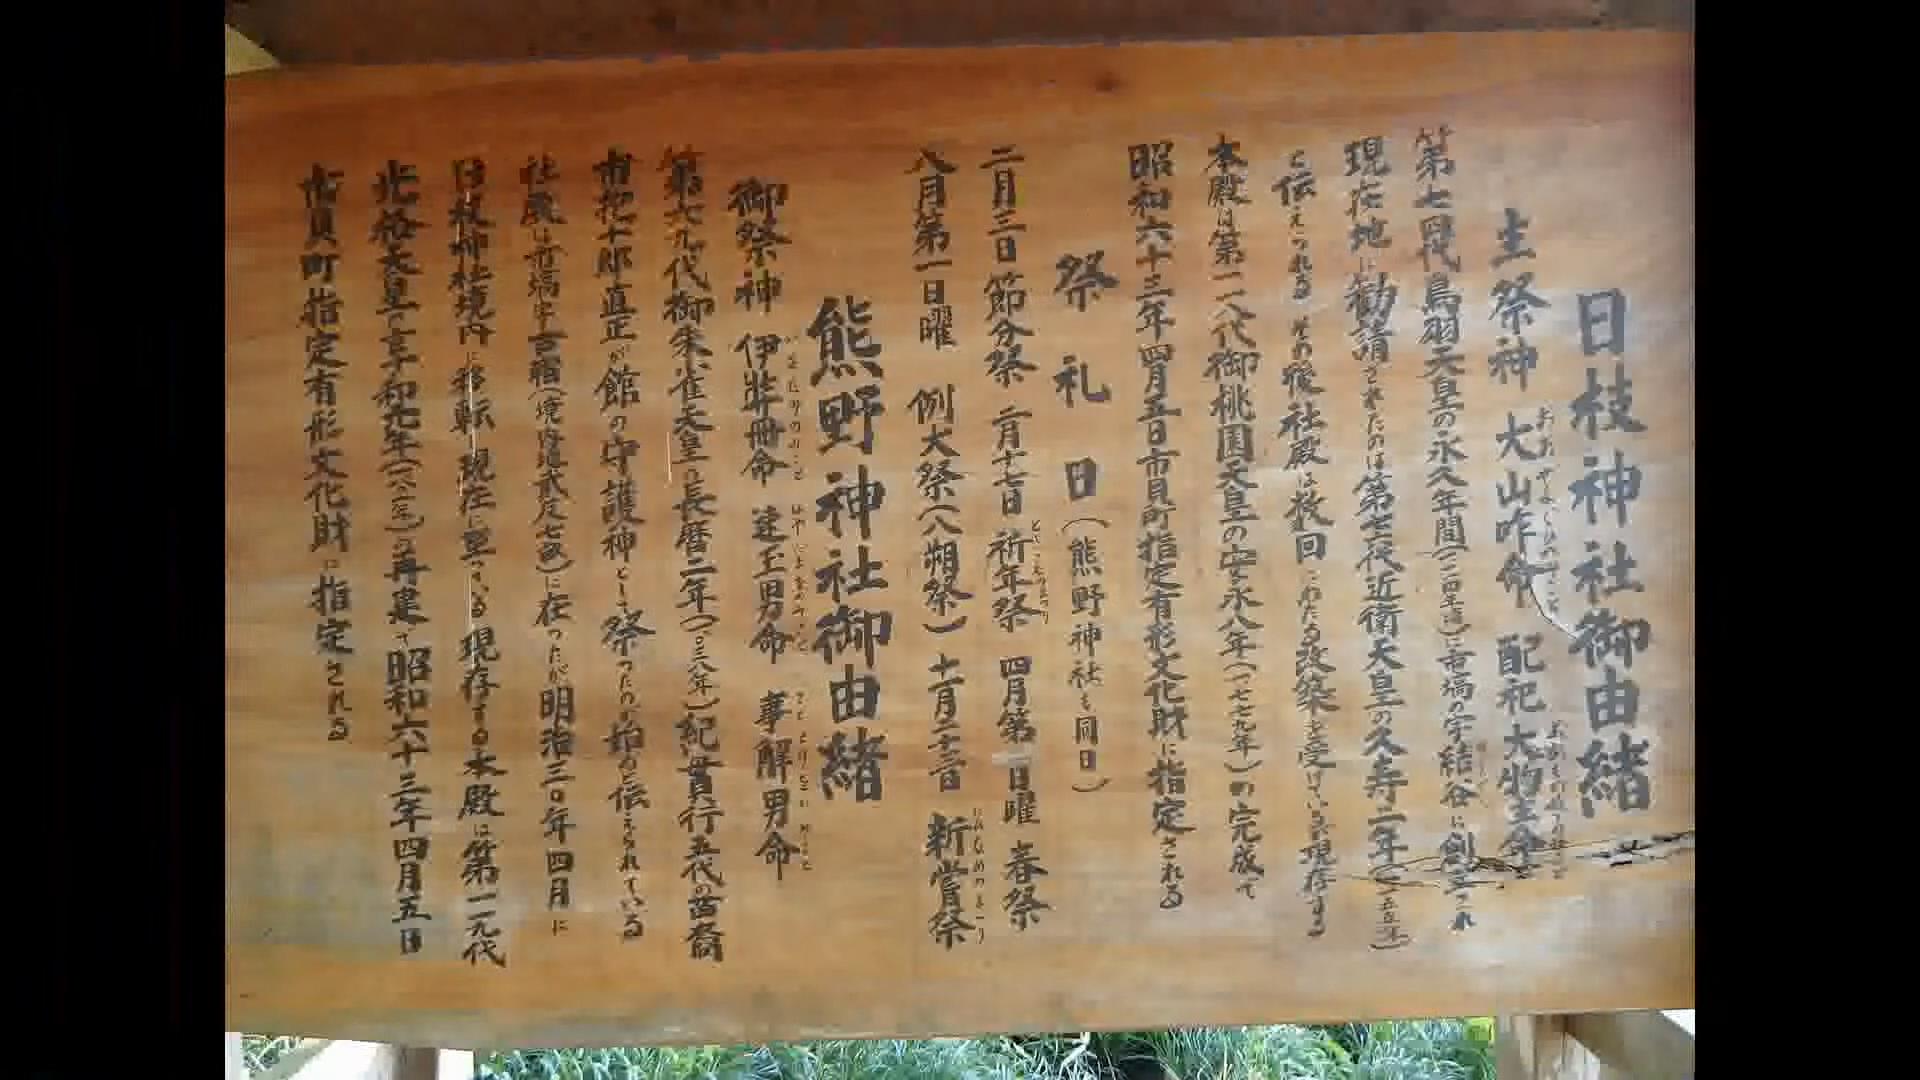 日枝神社御由緒
主祭神 大山咋命 配祀 大物主命
第七四代鳥羽天皇の永久年間に市塙の字結谷に創立され
現在地に勧請されたのは第七六代近衛天皇の久寿二年(一一五五年)
と伝えられる その後社殿は数回にわたる改築を受けている 現存する
本殿は第一一八代御桃園天皇の安永八年(一七七九年)の完成で
昭和六十三年四月五日市貝町指定有形文化財に指定される
祭礼日(熊野神社も同日)
二月三日 節分祭 二月十七日 祈年祭 四月第一日曜 春祭
八月第一日曜 例大祭(八朔祭) 十一月二十三日 新嘗祭
熊野神社御由緒
御祭神 伊弉冊命 速玉男命 事解男命
第六九代御朱雀天皇の長暦二年(一〇三八年)紀貫行五代の苗裔
市塙十郎直正が館の守護神として祭ったのが始めと伝えられている
社殿は市塙字古宿(境内)に在ったが明治三〇年四月に
日枝神社境内に移転 現在に至っている 現存する本殿は第一一九代
光格天皇の享和元年(一八〇一年)の再建で 昭和六十三年四月五日
市貝町指定有形文化財に指定される